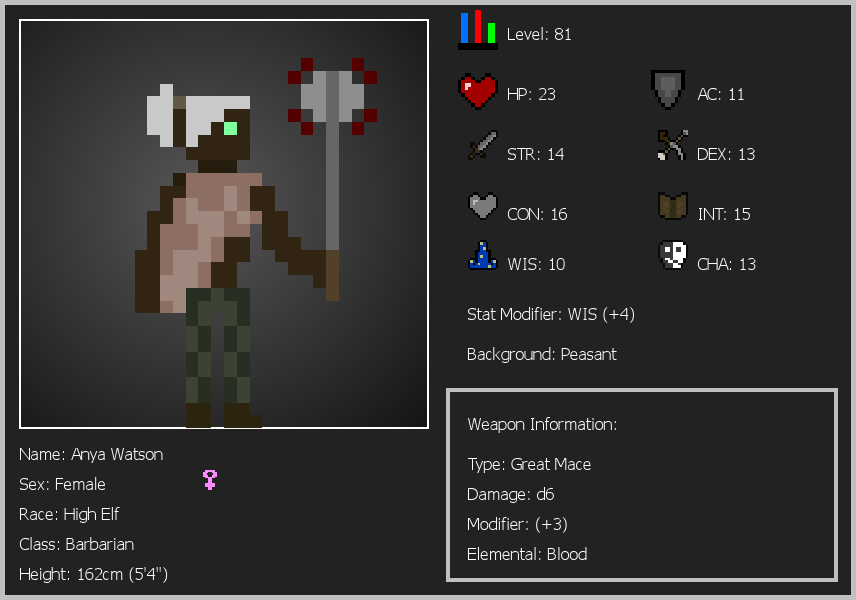 Level: 81
HP: 23
AC: 11
STR: 14
DEX: 13
CON: 16
INT: 15
WIS: 10
CHA: 13
Stat Modifier: WIS (+4)
Background: Peasant
Weapon Information:
Type: Great Mace
Damage: d6
Modifier: (+3)
Elemental: Blood
Name: Anya Watson
Sex: Female
Race: High Elf
Class: Barbarian
Height: 162cm (5'4")